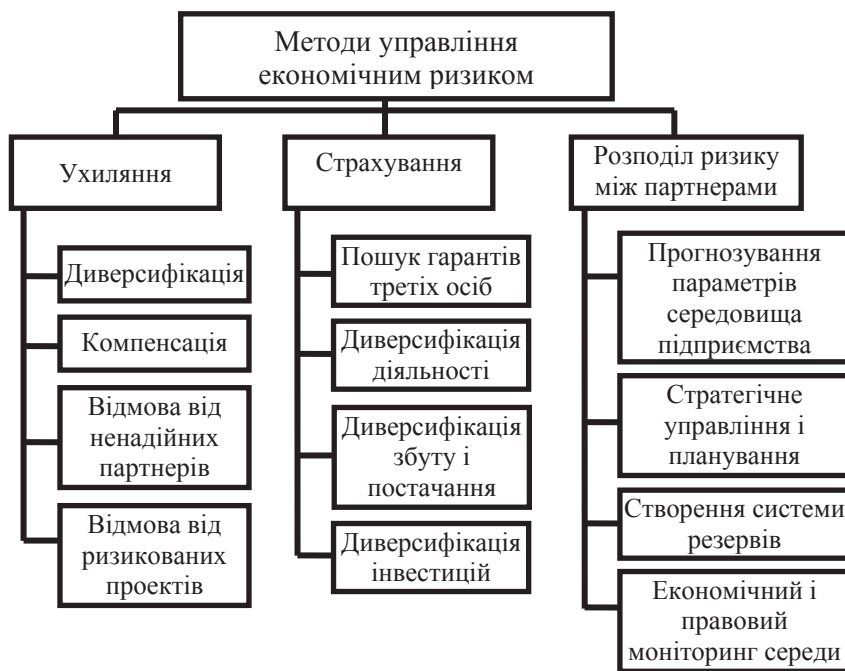 Методи управління
економічним ризиком
Ухиляння
Страхування
Розподіл ризику
між партнерами
Диверсифікація
Компенсація
Відмова від
ненадійних
партнерів
Відмова від
ризикованих
проектів
Пошук гарантів
третіх осіб
Диверсифікація
діяльності
Диверсифікація
збуту і
постачання
Диверсифікація
інвестицій
Прогнозування
параметрів
середовища
підприємства
Стратегічне
управління і
планування
Створення системи
резервів
Економічний і
правовий
моніторинг середи